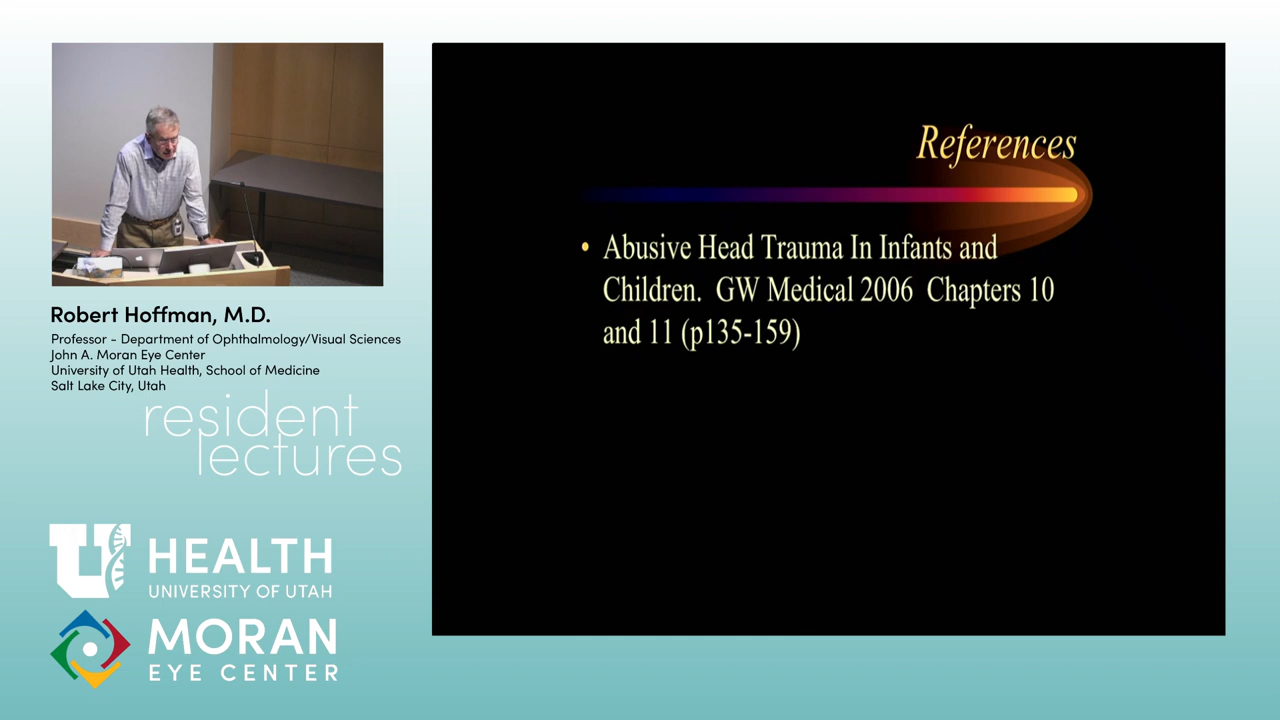 References
• Abusive Head Trauma In Infants and
Children. GW Medical 2006 Chapters 10
and 11 (p135-159)
Robert Hoffman, M.D.
Professor - Department of Ophthalmology/Visual Sciences
John A. Moran Eye Center
University of Utah Health, School of Medicine
Salt Lake City, Utah
resident
lectures
U HEALTH
UNIVERSITY OF UTAH
MORAN
EYE CENTER